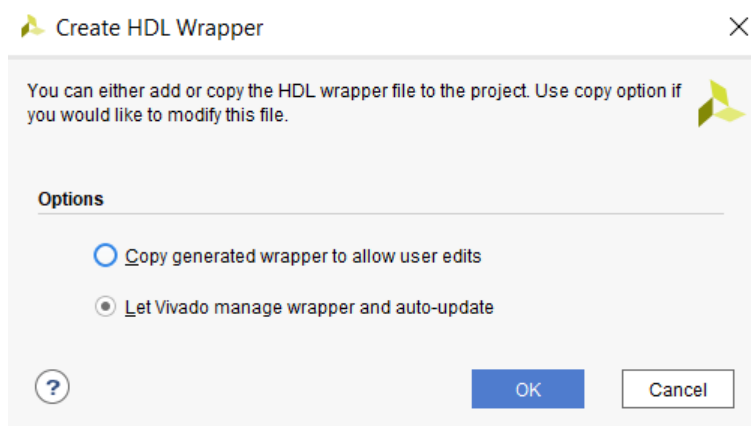 Create HDL Wrapper
You can either add or copy the HDL wrapper file to the project. Use copy option if
you would like to modify this file.
Options
Copy generated wrapper to allow user edits
Let Vivado manage wrapper and auto-update
?
OK
Cancel